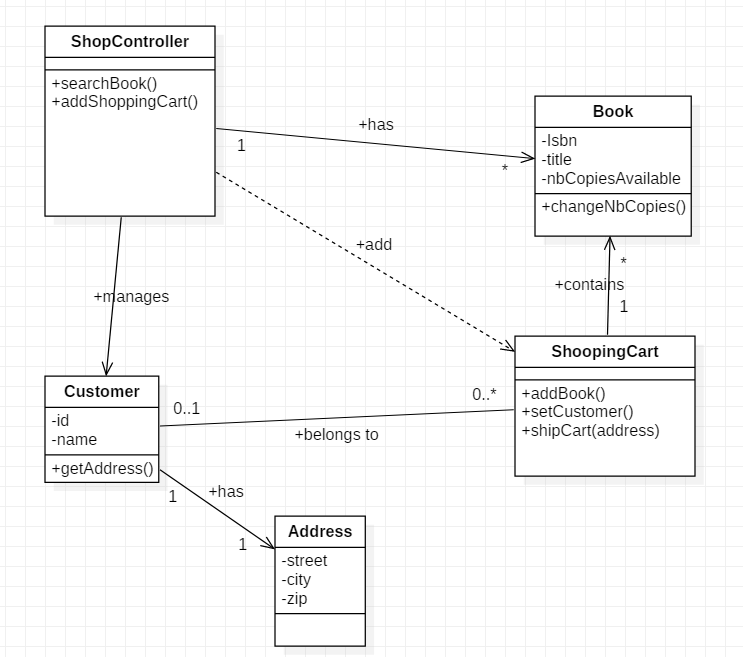 ShopController
+searchBook()
+addShoppingCart()
+has
1
*
Book
-Isbn
-title
-nbCopiesAvailable
+changeNbCopies()
+add
+manages
*
+contains
1
ShoopingCart
+addBook()
+setCustomer()
+shipCart(address)
Customer
-id
-name
+getAddress()
0..1
0..*
+belongs to
1
+has
1
Address
-street
-city
-zip